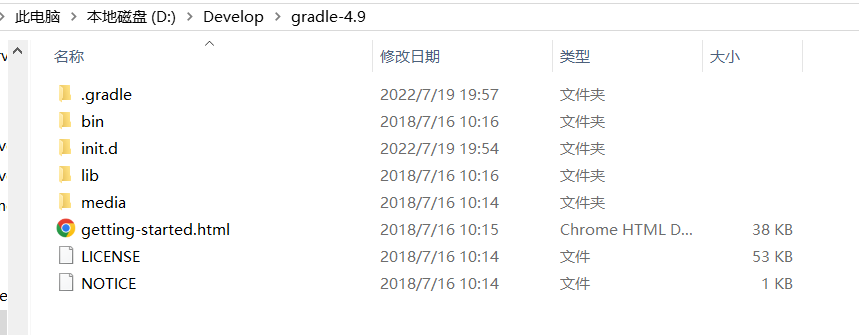 此电脑 > 本地磁盘 (D:) > Develop > gradle-4.9
名称 修改日期 类型 大小
.gradle 2022/7/19 19:57 文件夹
bin 2018/7/16 10:16 文件夹
init.d 2022/7/19 19:54 文件夹
lib 2018/7/16 10:16 文件夹
media 2018/7/16 10:14 文件夹
getting-started.html 2018/7/16 10:15 Chrome HTML D... 38 KB
LICENSE 2018/7/16 10:14 文件 53 KB
NOTICE 2018/7/16 10:14 文件 1 KB